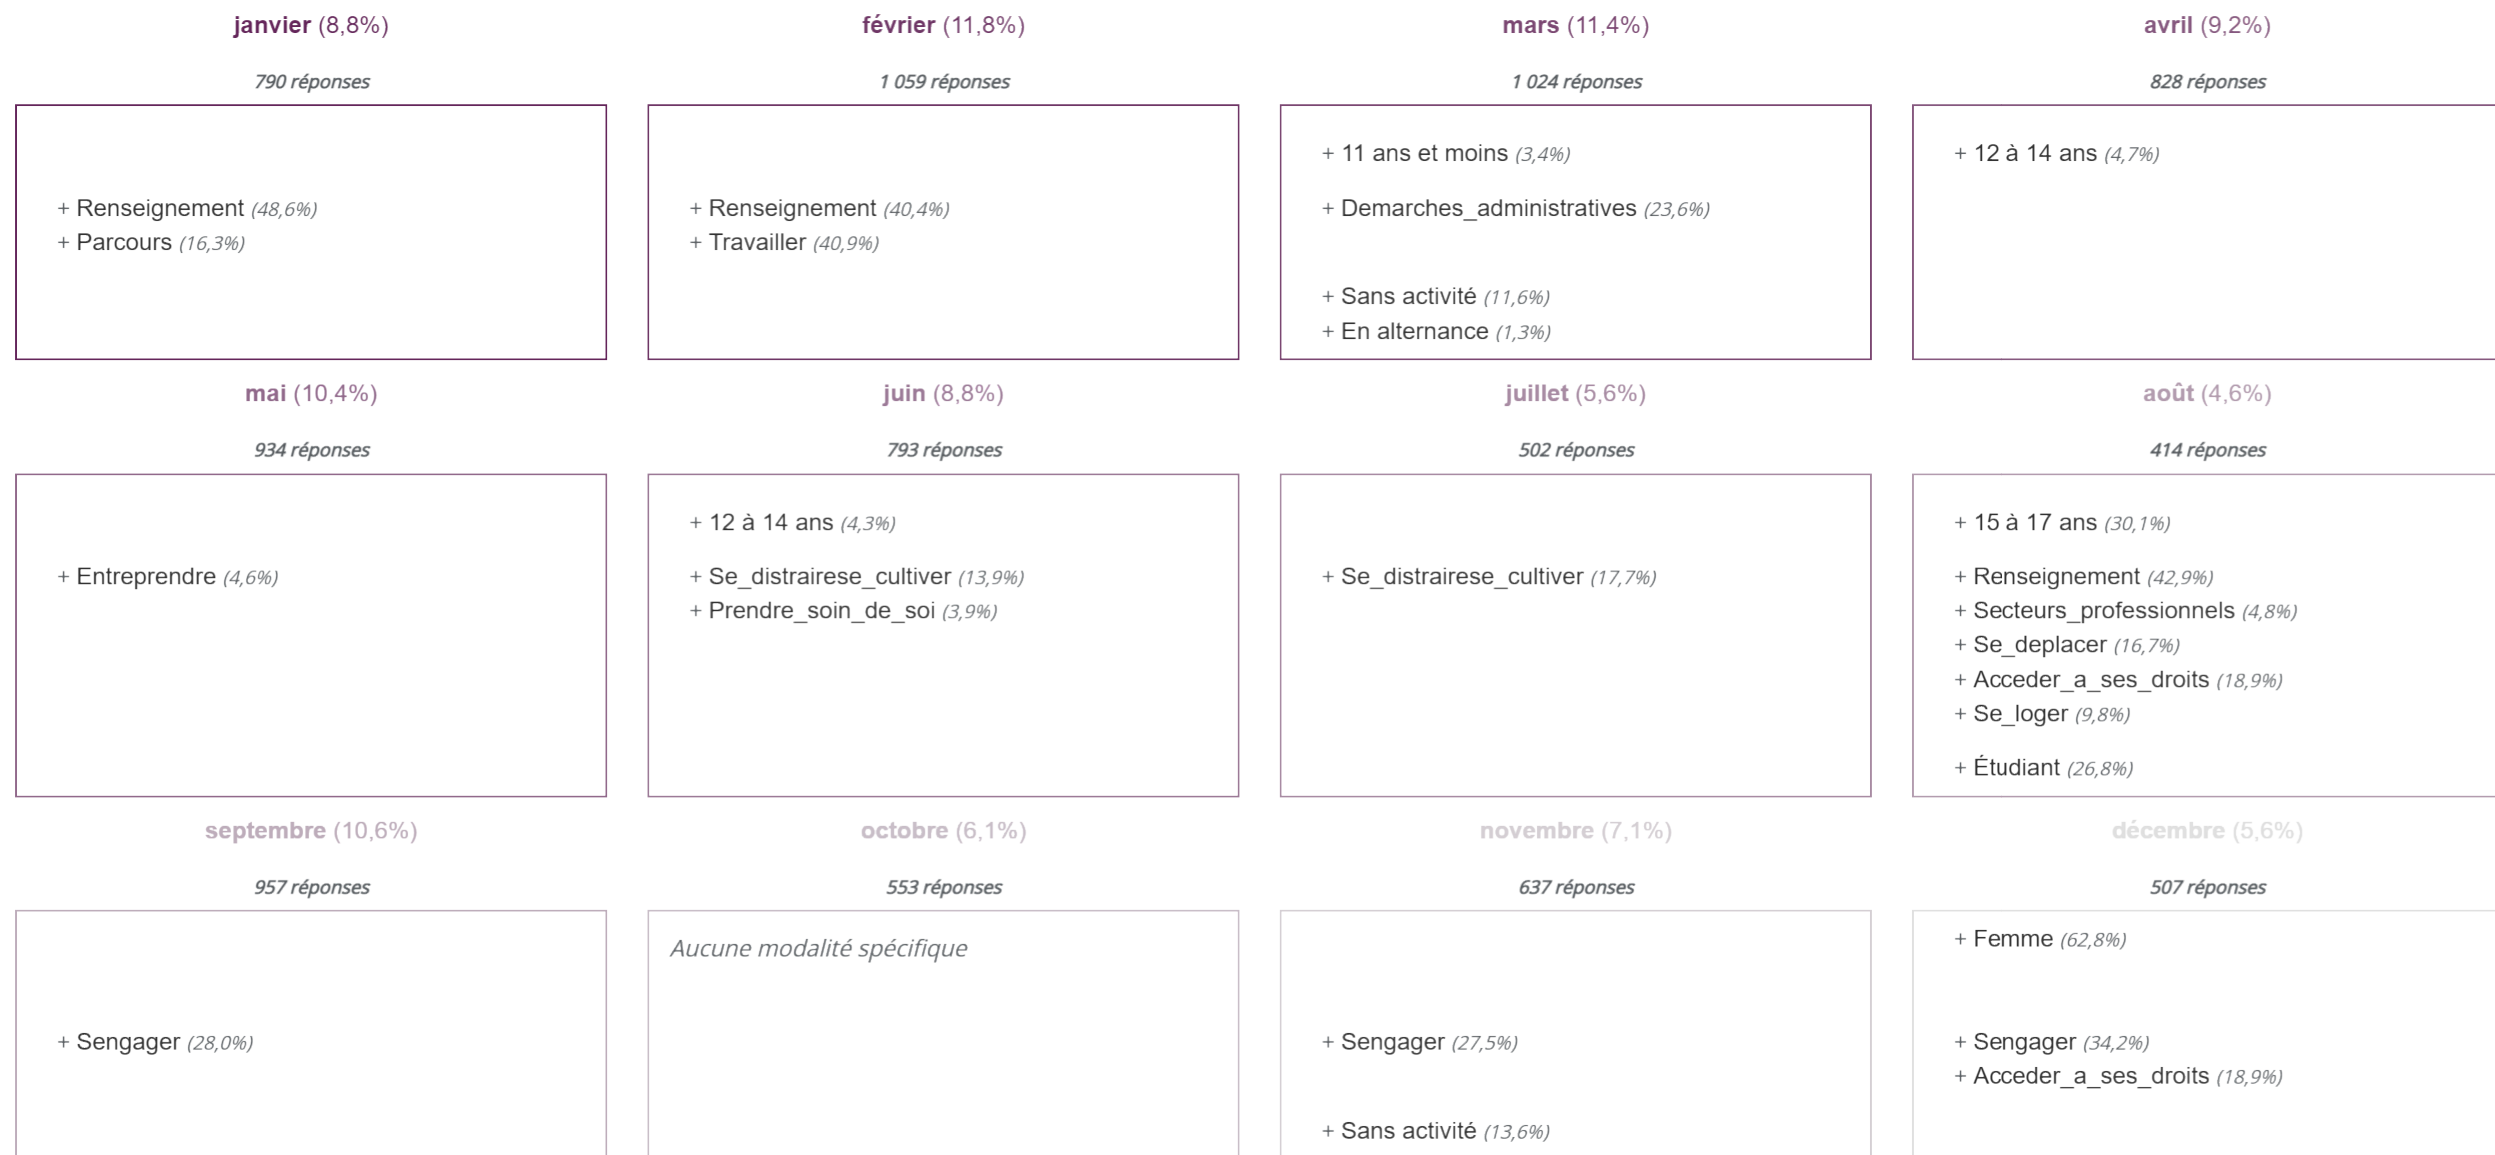 janvier (8,8%)
790 réponses
+ Renseignement (48,6%)
+ Parcours (16,3%)
février (11,8%)
1 059 réponses
+ Renseignement (40,4%)
+ Travailler (40,9%)
mars (11,4%)
1 024 réponses
+ 11 ans et moins (3,4%)
+ Demarches_administratives (23,6%)
+ Sans activité (11,6%)
+ En alternance (1,3%)
avril (9,2%)
828 réponses
+ 12 à 14 ans (4,7%)
mai (10,4%)
934 réponses
+ Entreprendre (4,6%)
juin (8,8%)
793 réponses
+ 12 à 14 ans (4,3%)
+ Se_distrairese_cultiver (13,9%)
+ Prendre_soin_de_soi (3,9%)
juillet (5,6%)
502 réponses
+ Se_distrairese_cultiver (17,7%)
août (4,6%)
414 réponses
+ 15 à 17 ans (30,1%)
+ Renseignement (42,9%)
+ Secteurs_professionnels (4,8%)
+ Se_deplacer (16,7%)
+ Acceder_a_ses_droits (18,9%)
+ Se_loger (9,8%)
+ Étudiant (26,8%)
septembre (10,6%)
957 réponses
+ Sengager (28,0%)
octobre (6,1%)
553 réponses
Aucune modalité spécifique
novembre (7,1%)
637 réponses
+ Sengager (27,5%)
+ Sans activité (13,6%)
décembre (5,6%)
507 réponses
+ Femme (62,8%)
+ Sengager (34,2%)
+ Acceder_a_ses_droits (18,9%)